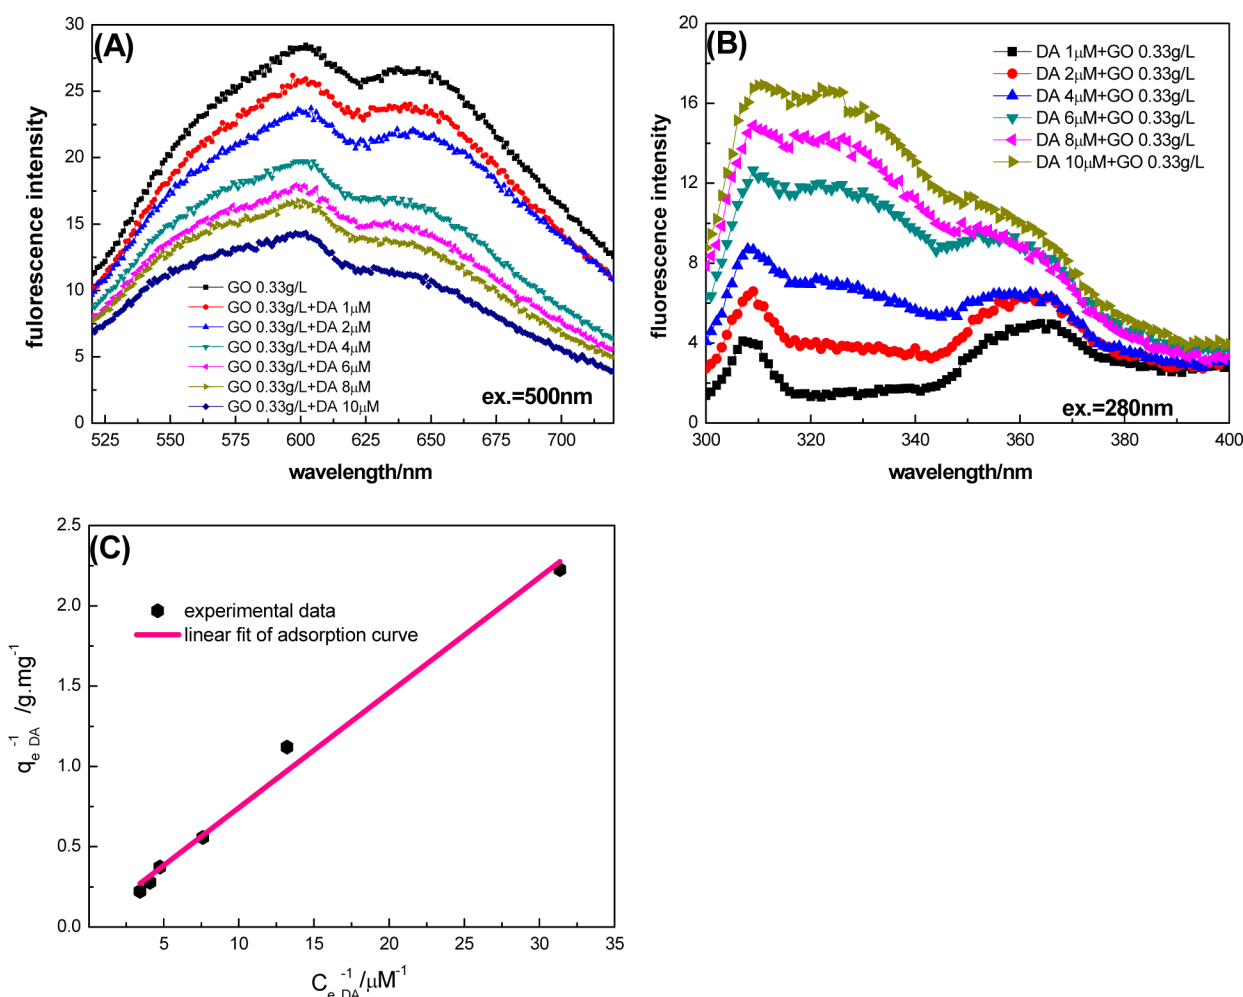 (A)
fulorescence intensity
30
25
20
15
10
5
0
GO 0.33g/L
GO 0.33g/L+DA 1μM
GO 0.33g/L+DA 2μM
GO 0.33g/L+DA 4μM
GO 0.33g/L+DA 6μM
GO 0.33g/L+DA 8μM
GO 0.33g/L+DA 10μM
ex.=500nm
525 550 575 600 625 650 675 700
wavelength/nm
(B)
fluorescence intensity
20
16
12
8
4
0
DA 1μM+GO 0.33g/L
DA 2μM+GO 0.33g/L
DA 4μM+GO 0.33g/L
DA 6μM+GO 0.33g/L
DA 8μM+GO 0.33g/L
DA 10μM+GO 0.33g/L
ex.=280nm
300 320 340 360 380 400
wavelength/nm
(C)
q e DA -1 /g.mg-1
2.5
2.0
1.5
1.0
0.5
0.0
experimental data
linear fit of adsorption curve
5 10 15 20 25 30 35
C e DA -1/μM-1